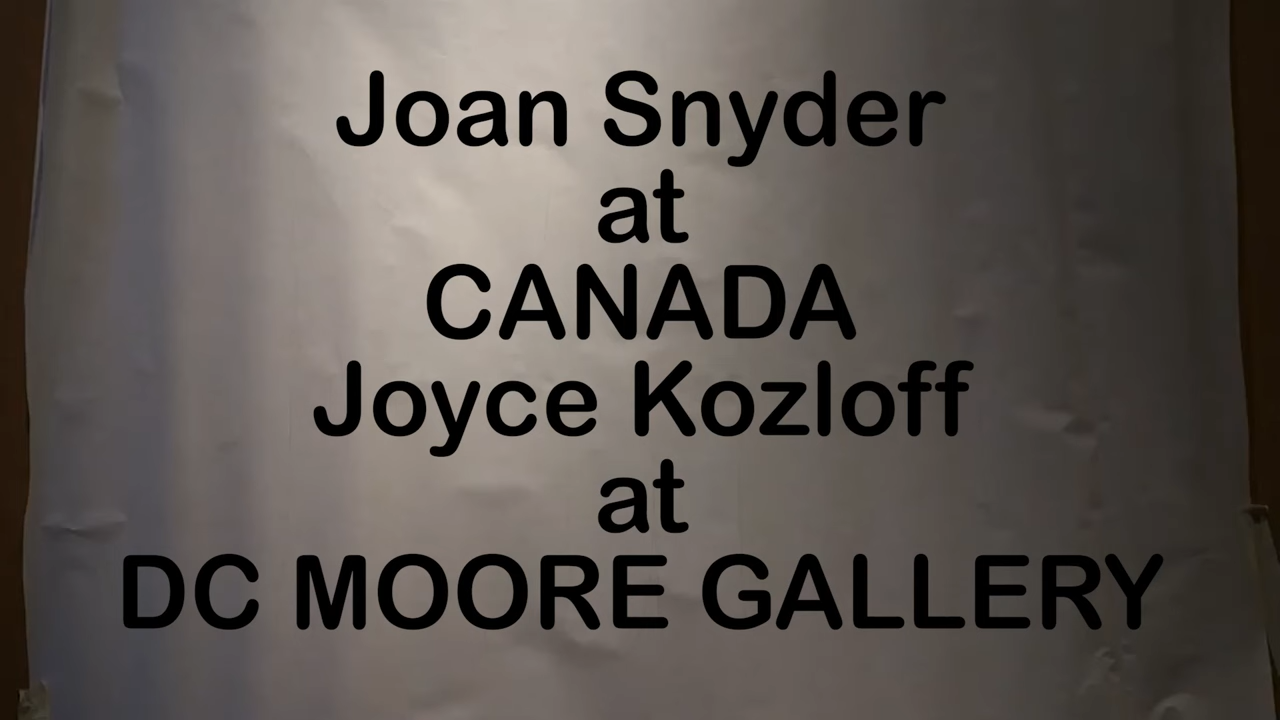 Joan Snyder
at
CANADA
Joyce Kozloff
at
DC MOORE GALLERY